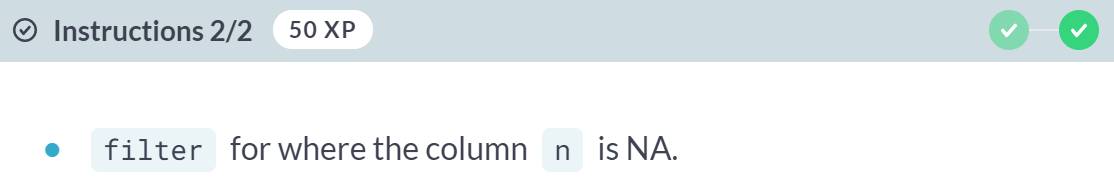 Instructions 2/2 50 XP
filter for where the column n is NA.